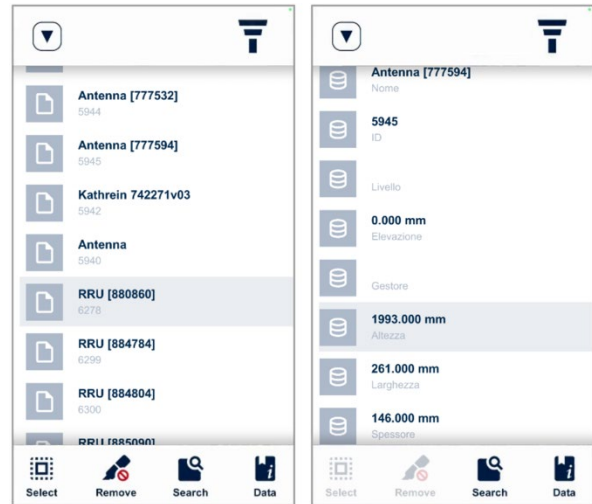 Antenna [777532]
5944
Antenna [777594]
5945
Kathrein 742271v03
5942
Antenna
5940
RRU [880860]
6278
RRU [884784]
6299
RRU [884804]
6300
RRU [885090]
Select
Remove
Search
Data
Antenna [777594]
Nome
5945
ID
Livello
0.000 mm
Elevazione
Gestore
1993.000 mm
Altezza
261.000 mm
Larghezza
146.000 mm
Spessore
Select
Remove
Search
Data